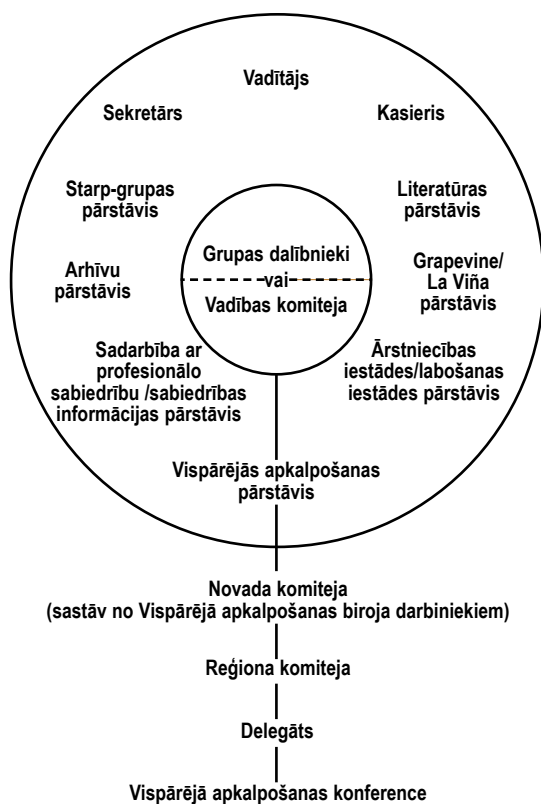 Vadītājs
Sekretārs
Kasieris
Starp-grupas
pārstāvis
Literatūras
pārstāvis
Grupas dalībnieki
vai
Vadības komiteja
Arhīvu
pārstāvis
Grapevine/
La Viña
pārstāvis
Sadarbība ar
profesionālo
sabiedrību /sabiedrības
informācijas pārstāvis
Ārstniecības
iestādes/labošanas
iestādes pārstāvis
Vispārējās apkalpošanas
pārstāvis
Novada komiteja
(sastāv no Vispārējā apkalpošanas biroja darbiniekiem)
Reģiona komiteja
Delegāts
Vispārējā apkalpošanas konference